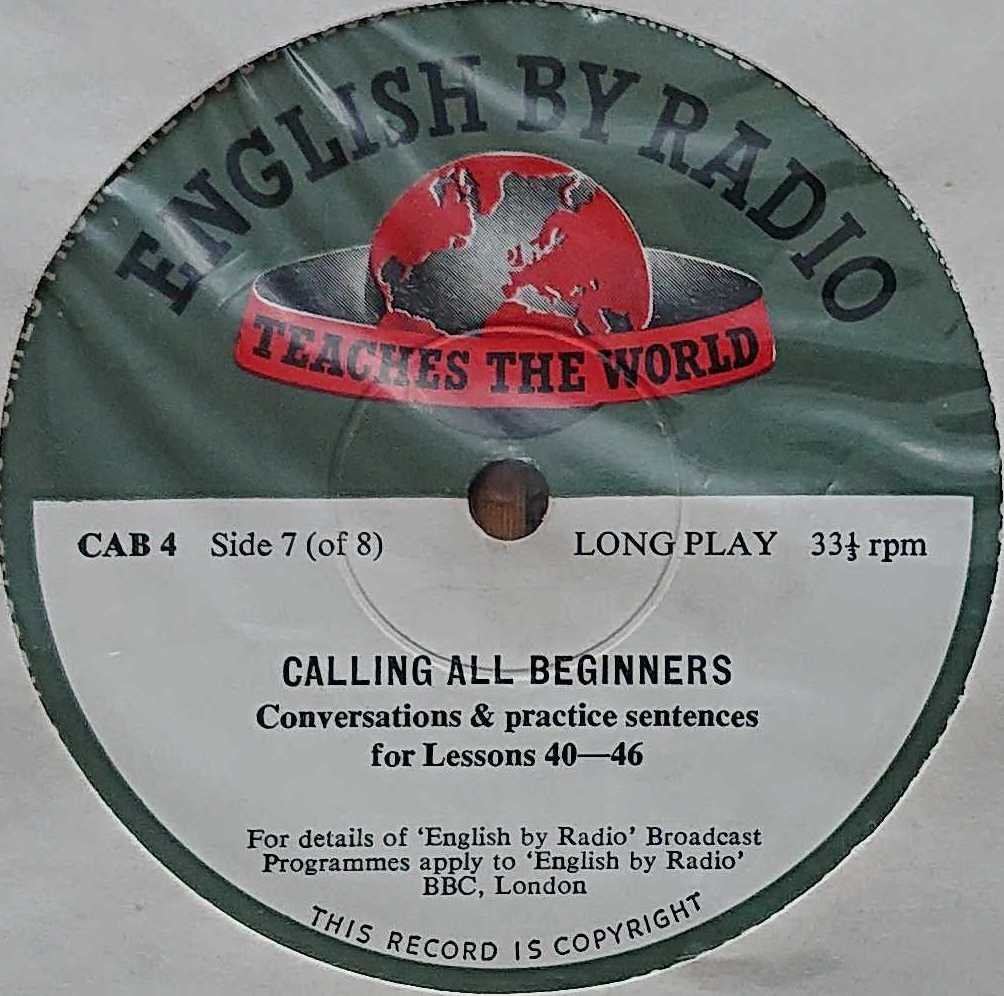 ENGLISH BY RADIO
TEACHES THE WORLD
CAB 4 Side 7 (of 8) LONG PLAY 33⅓ rpm
CALLING ALL BEGINNERS
Conversations & practice sentences
for Lessons 40—46
For details of ‘English by Radio’ Broadcast
Programmes apply to ‘English by Radio’
BBC, London
THIS RECORD IS COPYRIGHT